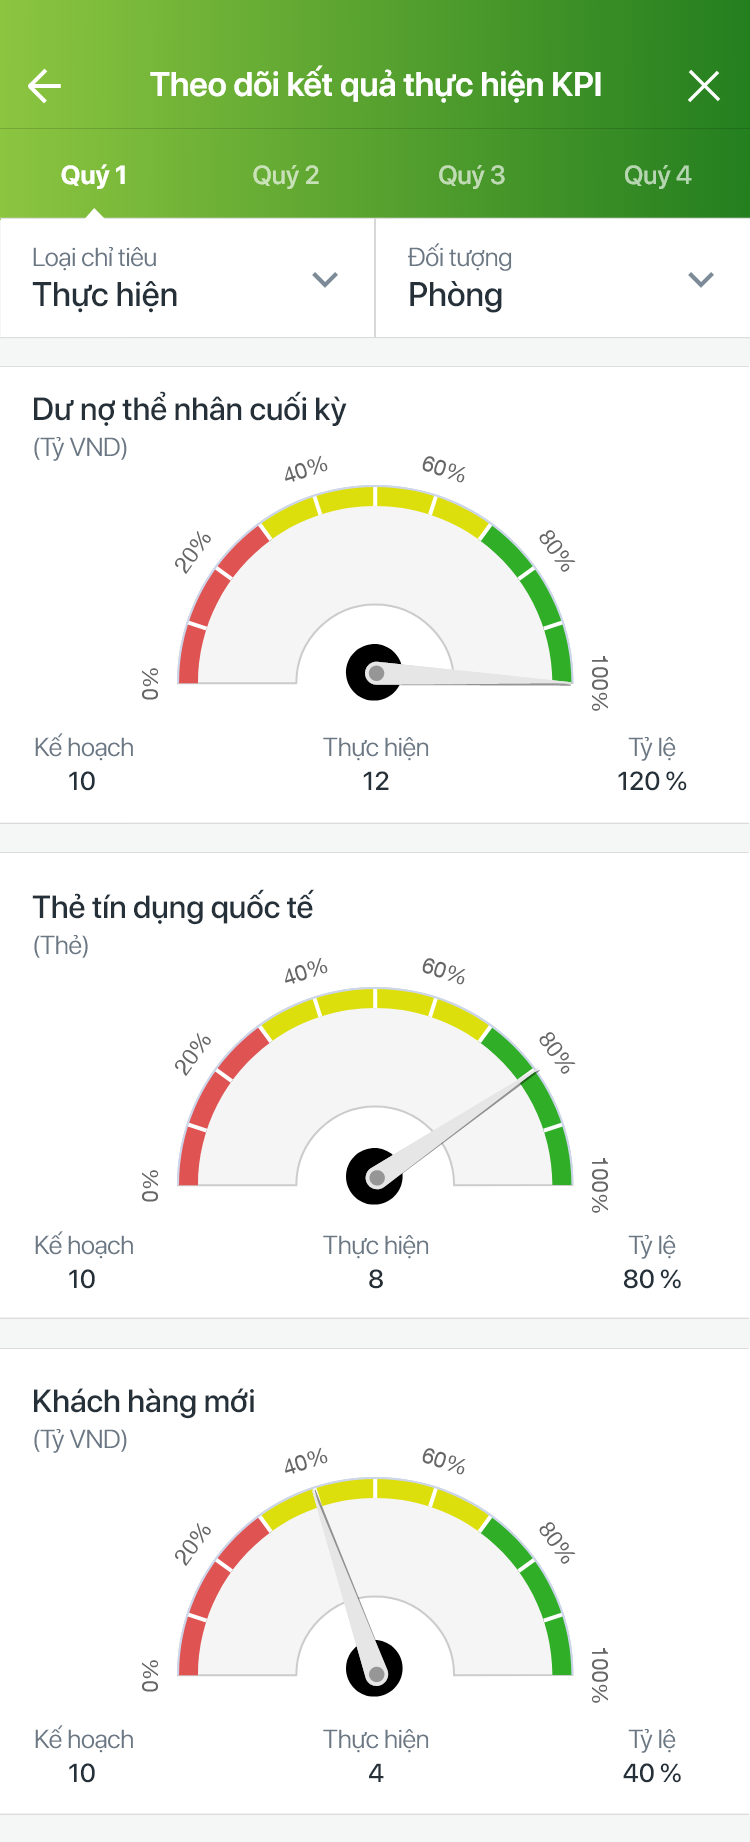 Theo dõi kết quả thực hiện KPI
Quý 1 Quý 2 Quý 3 Quý 4
Loại chỉ tiêu
Thực hiện
Đối tượng
Phòng
Dư nợ thể nhân cuối kỳ
(Tỷ VND)
0% 20% 40% 60% 80% 100%
Kế hoạch Thực hiện Tỷ lệ
10 12 120 %
Thẻ tín dụng quốc tế
(Thẻ)
0% 20% 40% 60% 80% 100%
Kế hoạch Thực hiện Tỷ lệ
10 8 80 %
Khách hàng mới
(Tỷ VND)
0% 20% 40% 60% 80% 100%
Kế hoạch Thực hiện Tỷ lệ
10 4 40 %